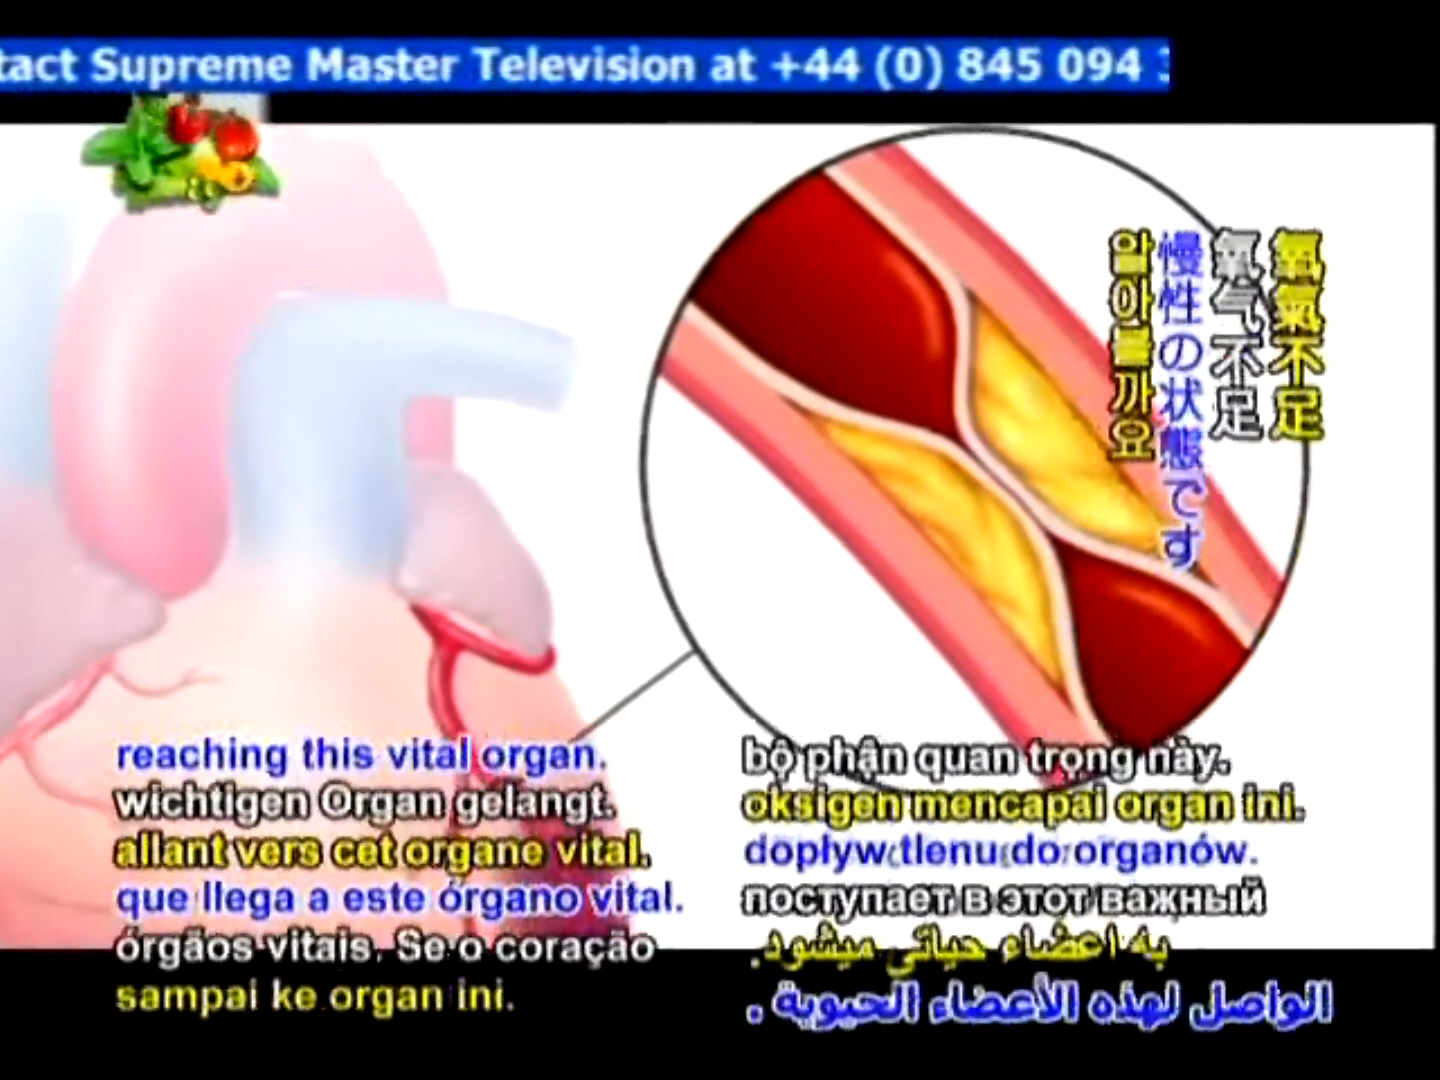 tact Supreme Master Television at +44 (0) 845 094
氧氣不足
氧气不足
慢性の状態です
알아볼까요
reaching this vital organ.
wichtigen Organ gelangt.
allant vers cet organe vital.
que llega a este órgano vital.
órgãos vitais. Se o coração
sampai ke organ ini.
bộ phận quan trọng này.
oksigen mencapai organ ini.
dopływ tlenu do organów.
поступает в этот важный
به اعضاء حیاتی میشود.
الواصل لهذه الأعضاء الحيوية .